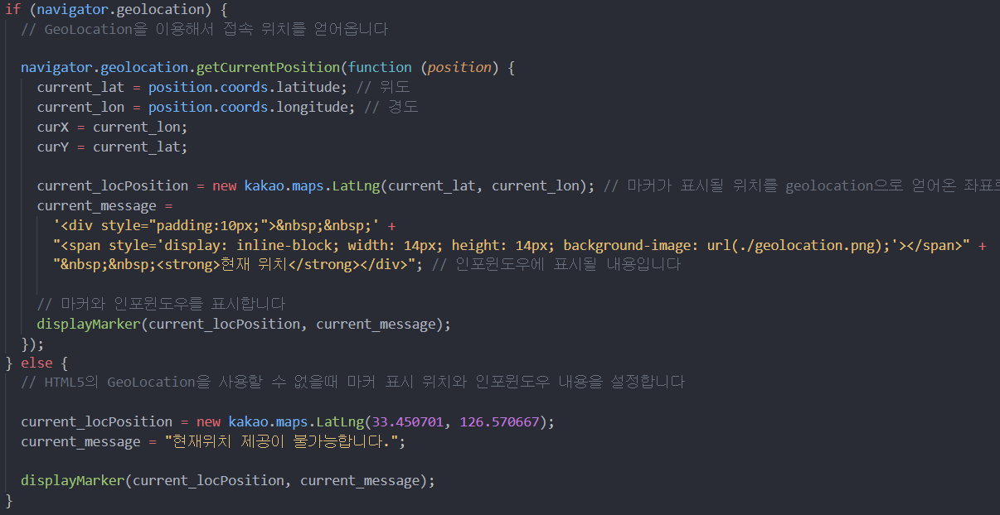 if (navigator.geolocation) {
// GeoLocation을 이용해서 접속 위치를 얻어옵니다
navigator.geolocation.getCurrentPosition(function (position) {
current_lat = position.coords.latitude; // 위도
current_lon = position.coords.longitude; // 경도
curX = current_lon;
curY = current_lat;
current_locPosition = new kakao.maps.LatLng(current_lat, current_lon); // 마커가 표시될 위치를 geolocation으로 얻어온 좌표로
current_message =
'<div style="padding:10px;">&nbsp;&nbsp;' +
"<span style='display: inline-block; width: 14px; height: 14px; background-image: url(./geolocation.png);'></span>" +
"&nbsp;&nbsp;<strong>현재 위치</strong></div>"; // 인포윈도우에 표시될 내용입니다
// 마커와 인포윈도우를 표시합니다
displayMarker(current_locPosition, current_message);
});
} else {
// HTML5의 GeoLocation을 사용할 수 없을때 마커 표시 위치와 인포윈도우 내용을 설정합니다
current_locPosition = new kakao.maps.LatLng(33.450701, 126.570667);
current_message = "현재위치 제공이 불가능합니다.";
displayMarker(current_locPosition, current_message);
}